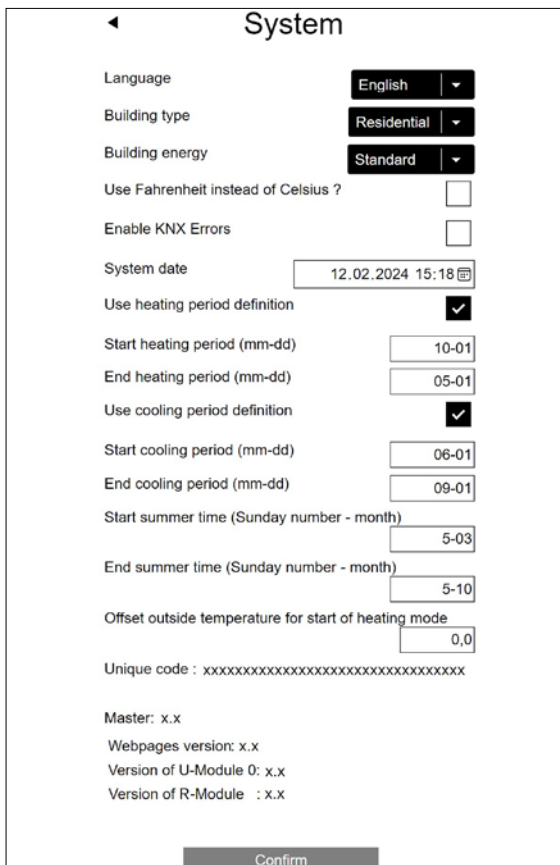 System
Language English
Building type Residential
Building energy Standard
Use Fahrenheit instead of Celsius ?
Enable KNX Errors
System date 12.02.2024 15:18
Use heating period definition
Start heating period (mm-dd) 10-01
End heating period (mm-dd) 05-01
Use cooling period definition
Start cooling period (mm-dd) 06-01
End cooling period (mm-dd) 09-01
Start summer time (Sunday number - month)
5-03
End summer time (Sunday number - month)
5-10
Offset outside temperature for start of heating mode
0,0
Unique code : xxxxxxxxxxxxxxxxxxxxxxxxxxxxxxxxx
Master: x.x
Webpages version: x.x
Version of U-Module 0: x.x
Version of R-Module : x.x
Confirm